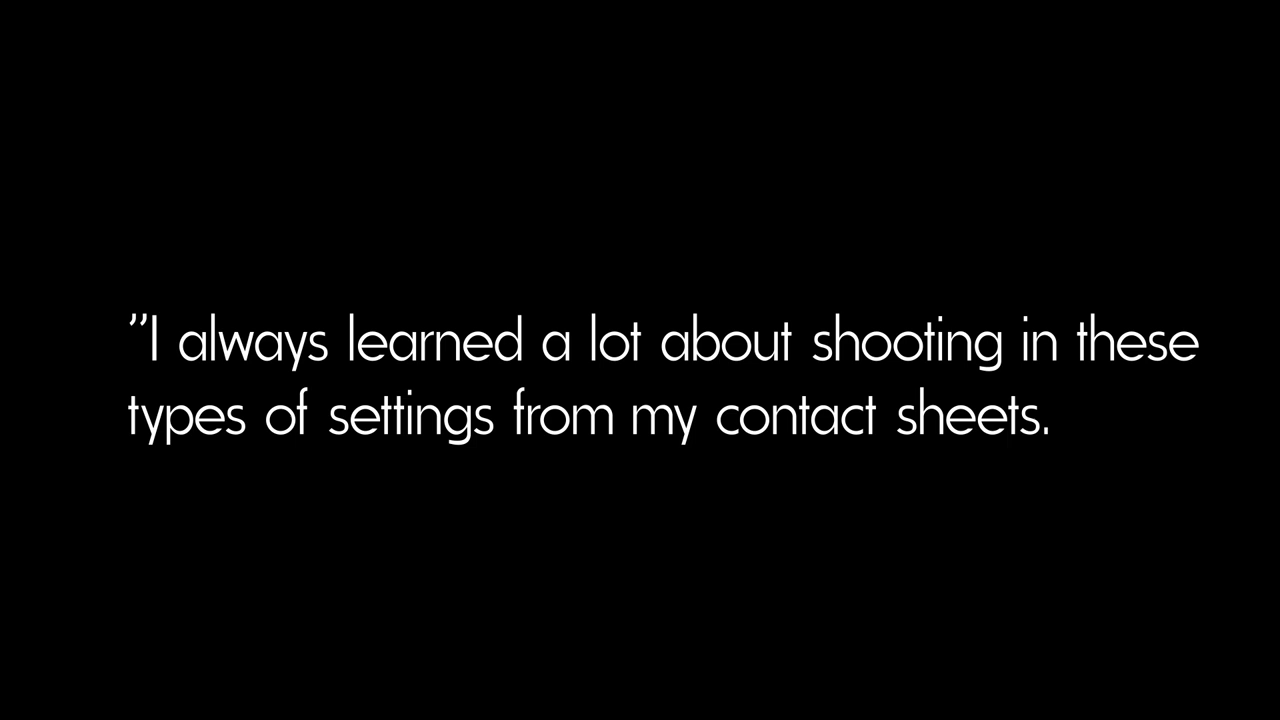 ”I always learned a lot about shooting in these
types of settings from my contact sheets.